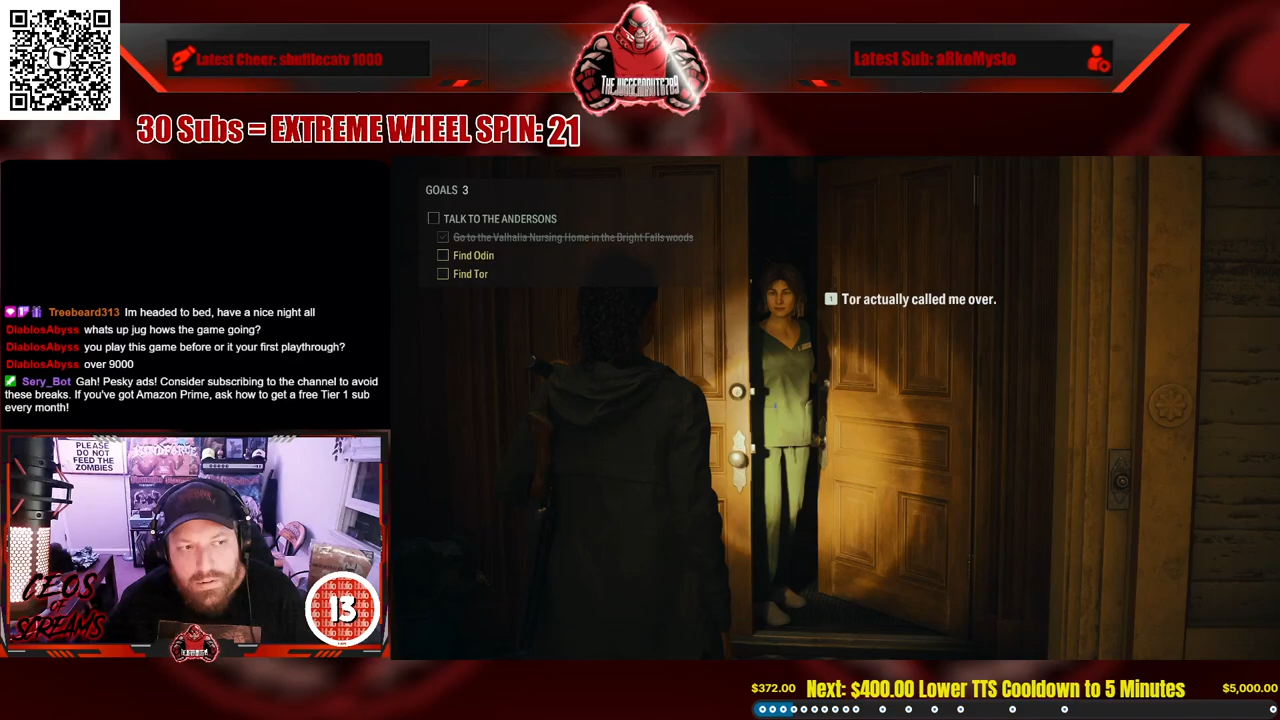 Latest Cheer: shufflecatv 1000
THEJUGGERNAUT6789
Latest Sub: aRkoMysto
30 Subs = EXTREME WHEEL SPIN: 21
GOALS 3
TALK TO THE ANDERSONS
Go to the Valhalla Nursing Home in the Bright Falls woods
Find Odin
Find Tor
1 Tor actually called me over.
Treebeard313 Im headed to bed, have a nice night all
DiablosAbyss whats up jug hows the game going?
DiablosAbyss you play this game before or it your first playthrough?
DiablosAbyss over 9000
Sery_Bot Gah! Pesky ads! Consider subscribing to the channel to avoid
these breaks. If you've got Amazon Prime, ask how to get a free Tier 1 sub
every month!
PLEASE
DO NOT
FEED THE
ZOMBIES
CEOS
OF
SCREAMS
13
$372.00 Next: $400.00 Lower TTS Cooldown to 5 Minutes $5,000.00